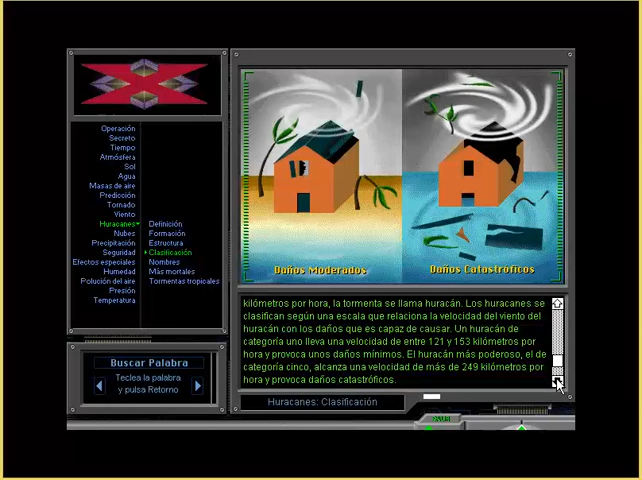 Operación
Secreto
Tiempo
Atmósfera
Sol
Agua
Masas de aire
Predicción
Tornado
Viento
Huracanes
Nubes
Precipitación
Seguridad
Efectos especiales
Humedad
Polución del aire
Presión
Temperatura
Definición
Formación
Estructura
Clasificación
Nombres
Más mortales
Tormentas tropicales
Daños Moderados
Daños Catastróficos
kilómetros por hora, la tormenta se llama huracán. Los huracanes se
clasifican según una escala que relaciona la velocidad del viento del
huracán con los daños que es capaz de causar. Un huracán de
categoría uno lleva una velocidad de entre 121 y 153 kilómetros por
hora y provoca unos daños mínimos. El huracán más poderoso, el de
categoría cinco, alcanza una velocidad de más de 249 kilómetros por
hora y provoca daños catastróficos.
Buscar Palabra
Teclea la palabra
y pulsa Retorno
Huracanes: Clasificación